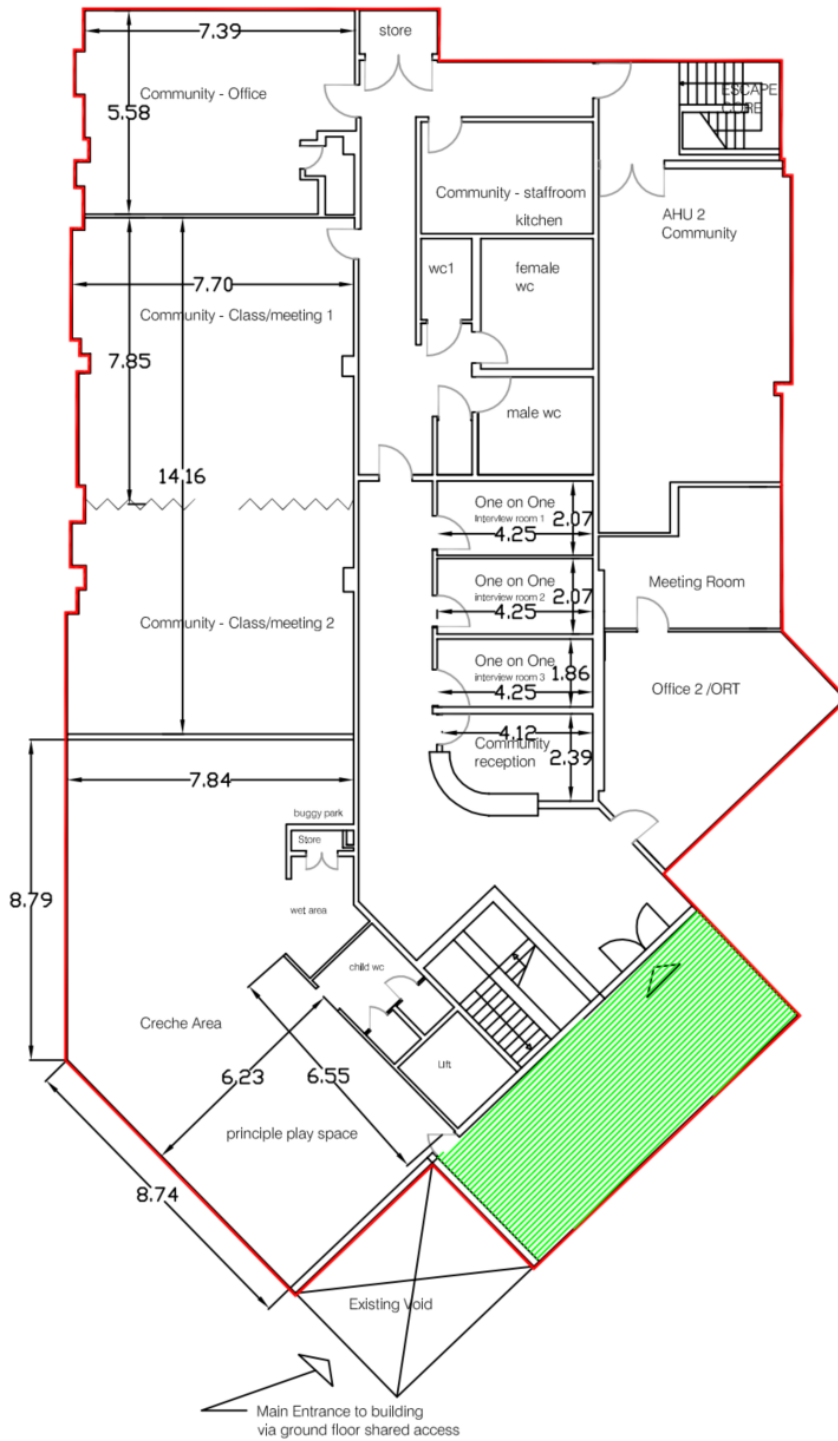 7.39
store
Community - Office
5.58
ESCAPE
CORE
Community - staffroom
kitchen
AHU 2
Community
wc1
female
wc
7.70
Community - Class/meeting 1
7.85
male wc
14.16
One on One
Interview room 1
2.07
4.25
One on One
interview room 2
2.07
4.25
Meeting Room
Community - Class/meeting 2
One on One
interview room 3
1.86
4.25
Office 2 /ORT
4.12
Community
reception
2.39
7.84
buggy park
Store
8.79
wet area
child wc
Creche Area
6.23
6.55
Lift
principle play space
8.74
Existing Void
Main Entrance to building
via ground floor shared access